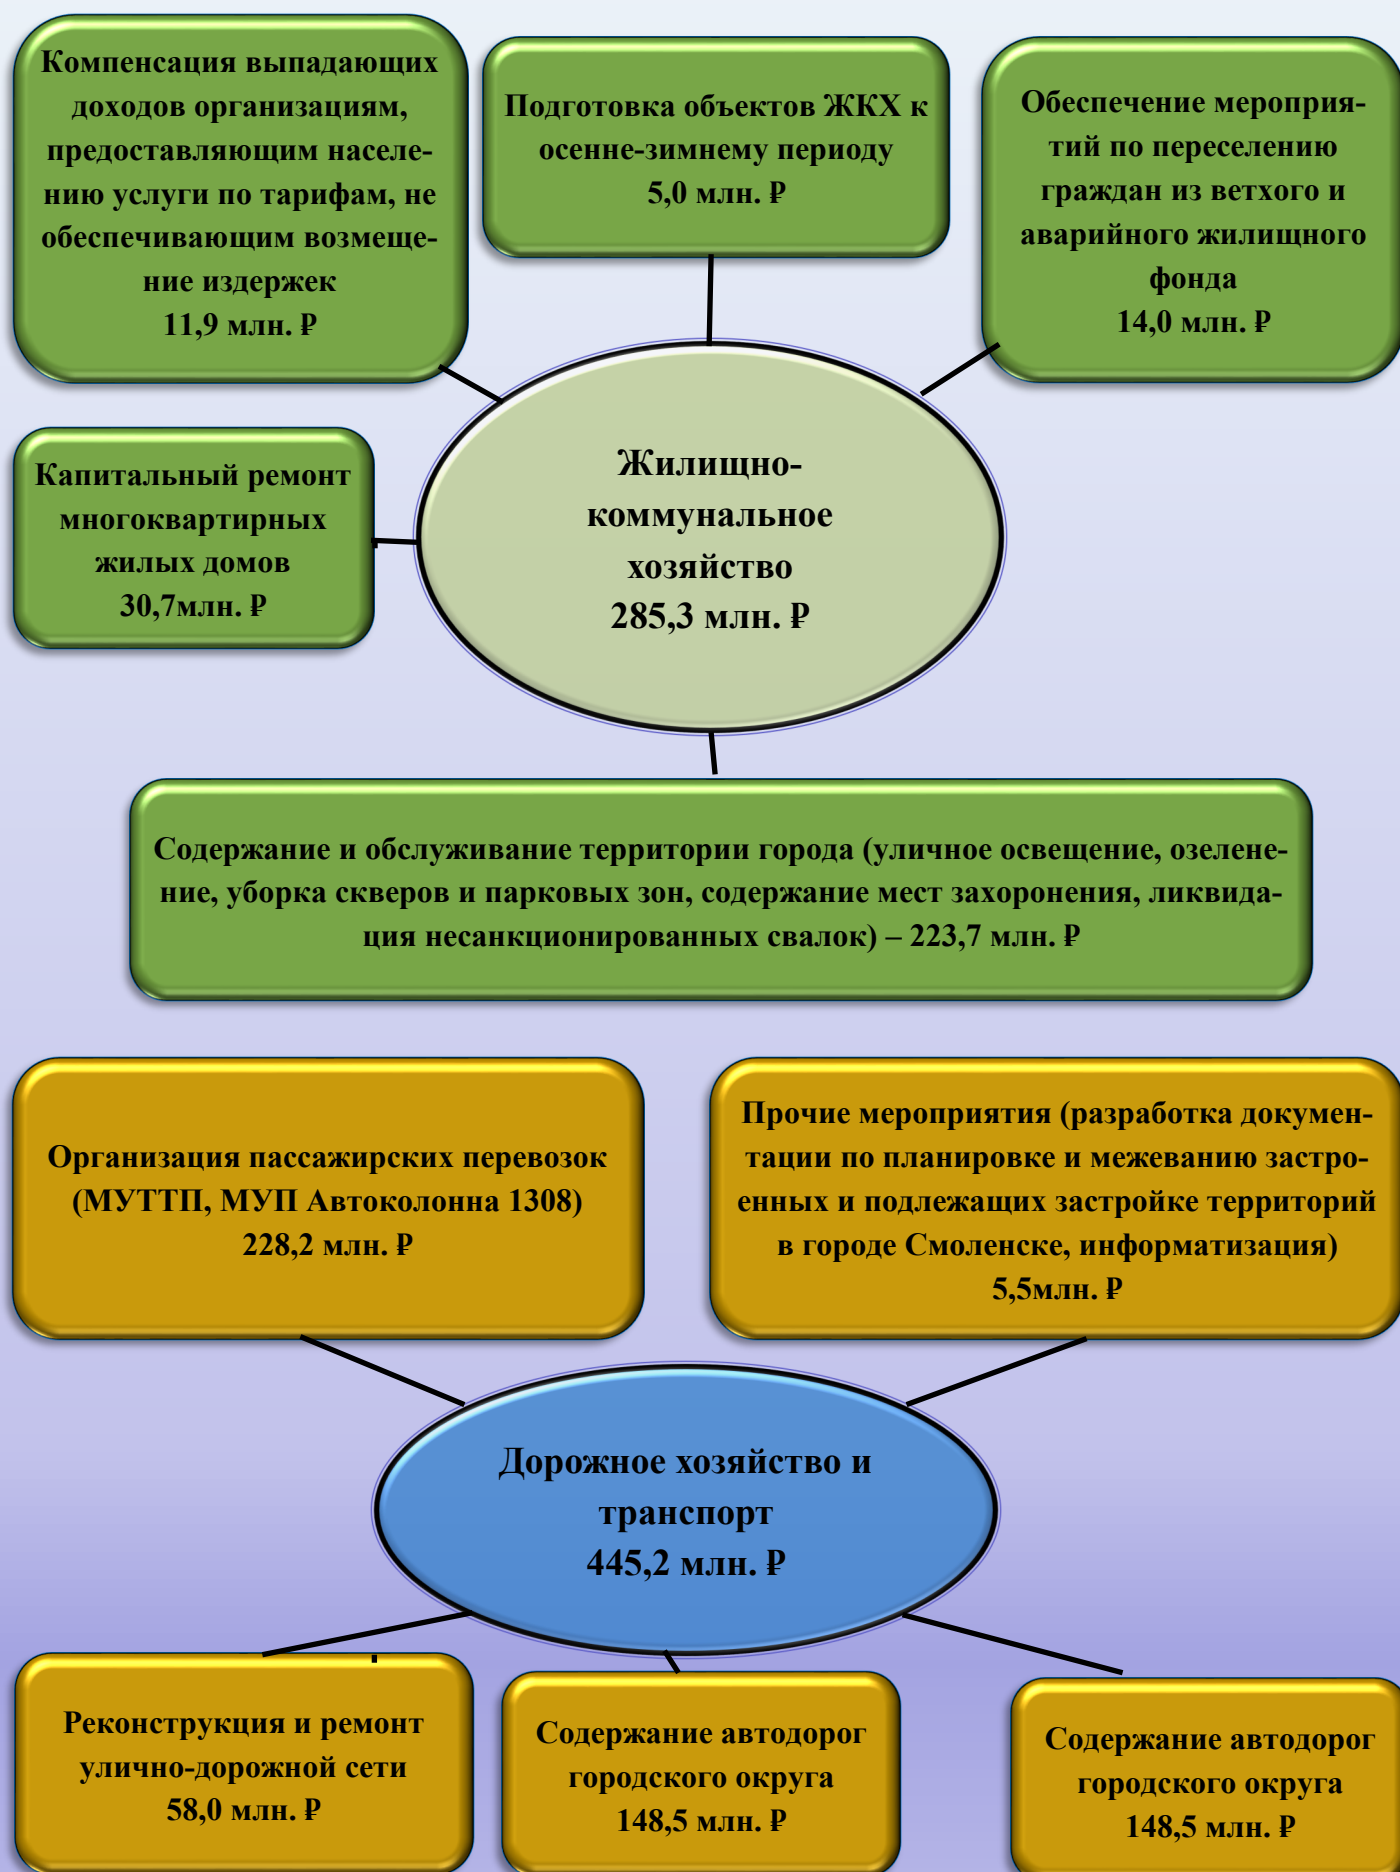 Компенсация выпадающих
доходов организациям,
предоставляющим населе-
нию услуги по тарифам, не
обеспечивающим возмеще-
ние издержек
11,9 млн. ₽
Подготовка объектов ЖКХ к
осенне-зимнему периоду
5,0 млн. ₽
Обеспечение мероприя-
тий по переселению
граждан из ветхого и
аварийного жилищного
фонда
14,0 млн. ₽
Капитальный ремонт
многоквартирных
жилых домов
30,7млн. ₽
Жилищно-
коммунальное
хозяйство
285,3 млн. ₽
Содержание и обслуживание территории города (уличное освещение, озелене-
ние, уборка скверов и парковых зон, содержание мест захоронения, ликвида-
ция несанкционированных свалок) – 223,7 млн. ₽
Организация пассажирских перевозок
(МУТТП, МУП Автоколонна 1308)
228,2 млн. ₽
Прочие мероприятия (разработка докумен-
тации по планировке и межеванию застро-
енных и подлежащих застройке территорий
в городе Смоленске, информатизация)
5,5млн. ₽
Дорожное хозяйство и
транспорт
445,2 млн. ₽
Реконструкция и ремонт
улично-дорожной сети
58,0 млн. ₽
Содержание автодорог
городского округа
148,5 млн. ₽
Содержание автодорог
городского округа
148,5 млн. ₽